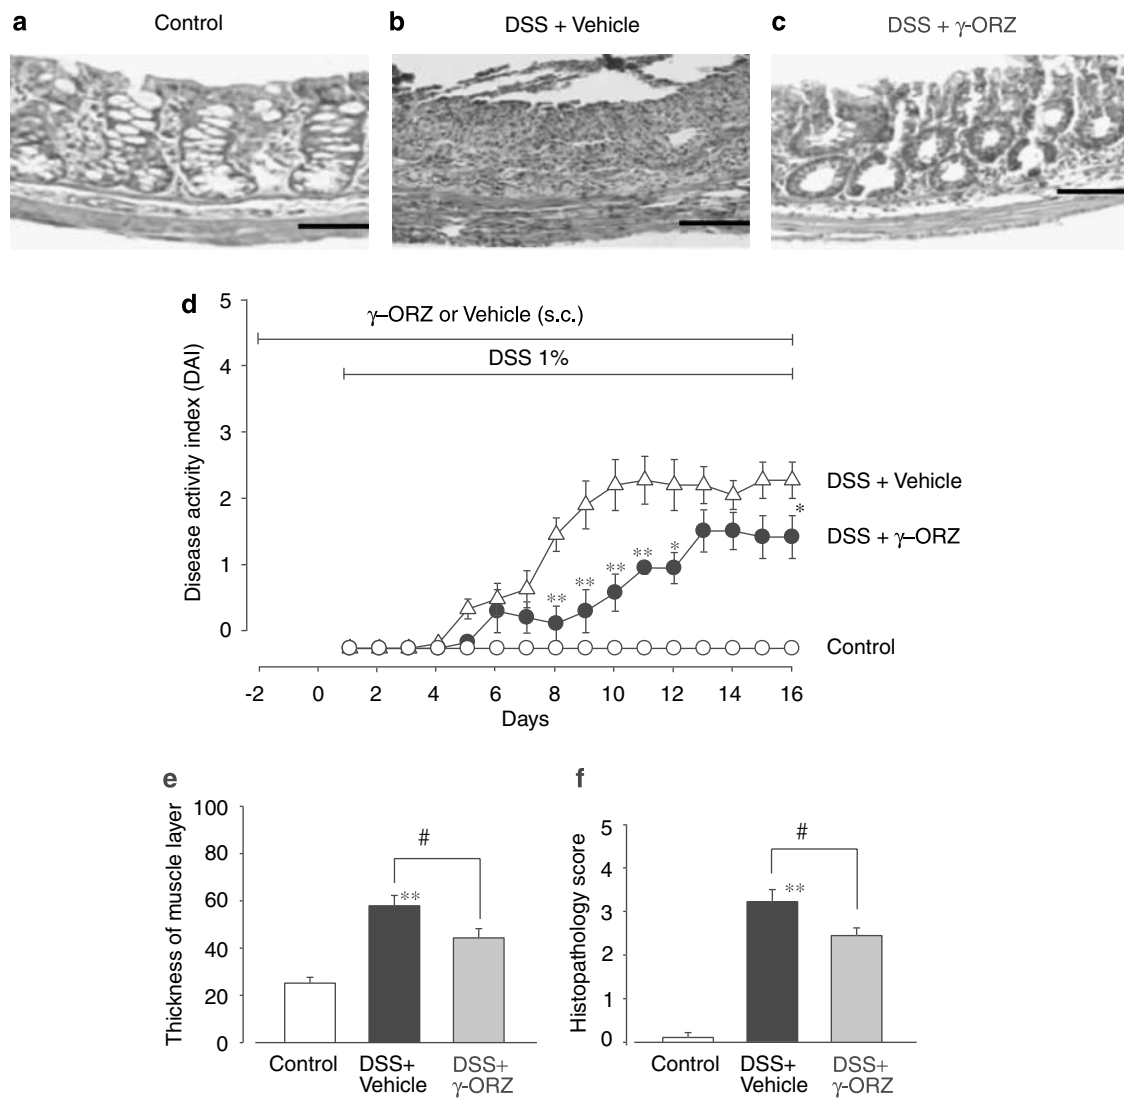 a
Control
b
DSS + Vehicle
c
DSS + γ-ORZ
d
γ–ORZ or Vehicle (s.c.)
DSS 1%
Disease activity index (DAI)
5
4
3
2
1
0
** ** ** ** * *
DSS + Vehicle
DSS + γ–ORZ
Control
-2 0 2 4 6 8 10 12 14 16
Days
e
Thickness of muscle layer
100
80
60
40
20
0
#
**
Control
DSS+
Vehicle
DSS+
γ-ORZ
f
Histopathology score
5
4
3
2
1
0
#
**
Control
DSS+
Vehicle
DSS+
γ-ORZ